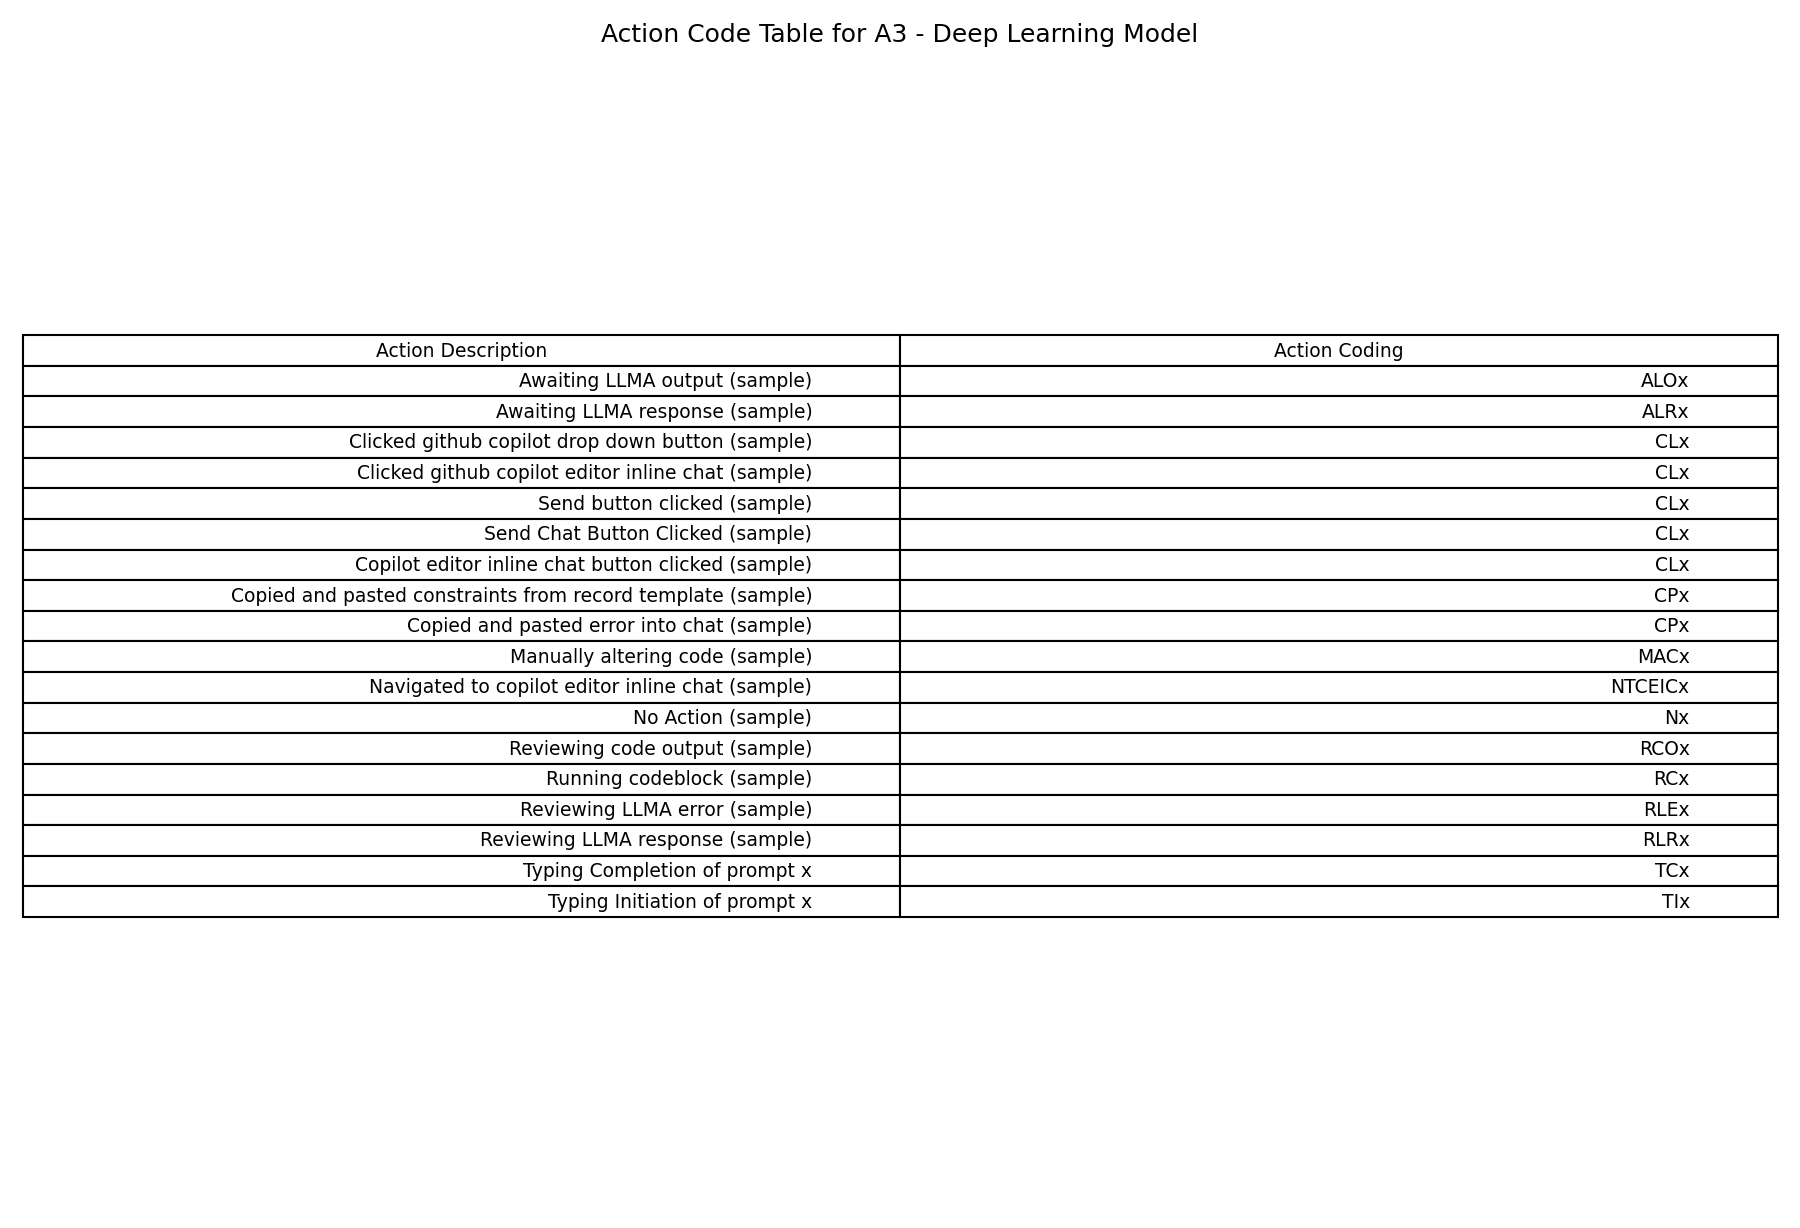 Action Code Table for A3 - Deep Learning Model
Action Description Action Coding
Awaiting LLMA output (sample) ALOx
Awaiting LLMA response (sample) ALRx
Clicked github copilot drop down button (sample) CLx
Clicked github copilot editor inline chat (sample) CLx
Send button clicked (sample) CLx
Send Chat Button Clicked (sample) CLx
Copilot editor inline chat button clicked (sample) CLx
Copied and pasted constraints from record template (sample) CPx
Copied and pasted error into chat (sample) CPx
Manually altering code (sample) MACx
Navigated to copilot editor inline chat (sample) NTCEICx
No Action (sample) Nx
Reviewing code output (sample) RCOx
Running codeblock (sample) RCx
Reviewing LLMA error (sample) RLEx
Reviewing LLMA response (sample) RLRx
Typing Completion of prompt x TCx
Typing Initiation of prompt x TIx